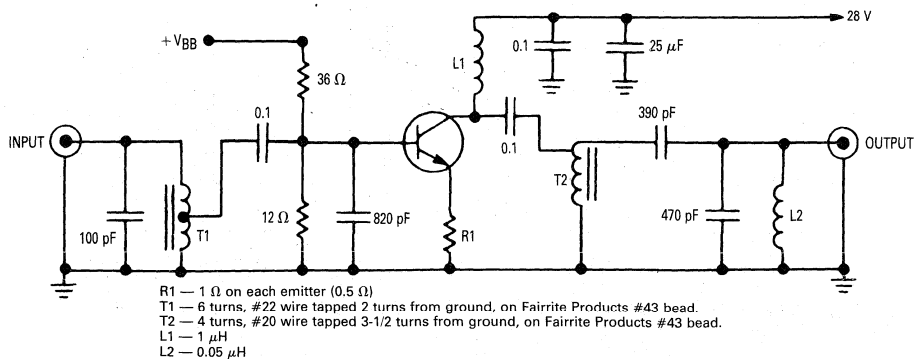 28 V
+ VBB
0.1
25 μF
L1
36 Ω
390 pF
INPUT
0.1
0.1
OUTPUT
T2
12 Ω
820 pF
470 pF
L2
100 pF
T1
R1
R1 — 1 Ω on each emitter (0.5 Ω)
T1 — 6 turns, #22 wire tapped 2 turns from ground, on Fairrite Products #43 bead.
T2 — 4 turns, #20 wire tapped 3-1/2 turns from ground, on Fairrite Products #43 bead.
L1 — 1 μH
L2 — 0.05 μH